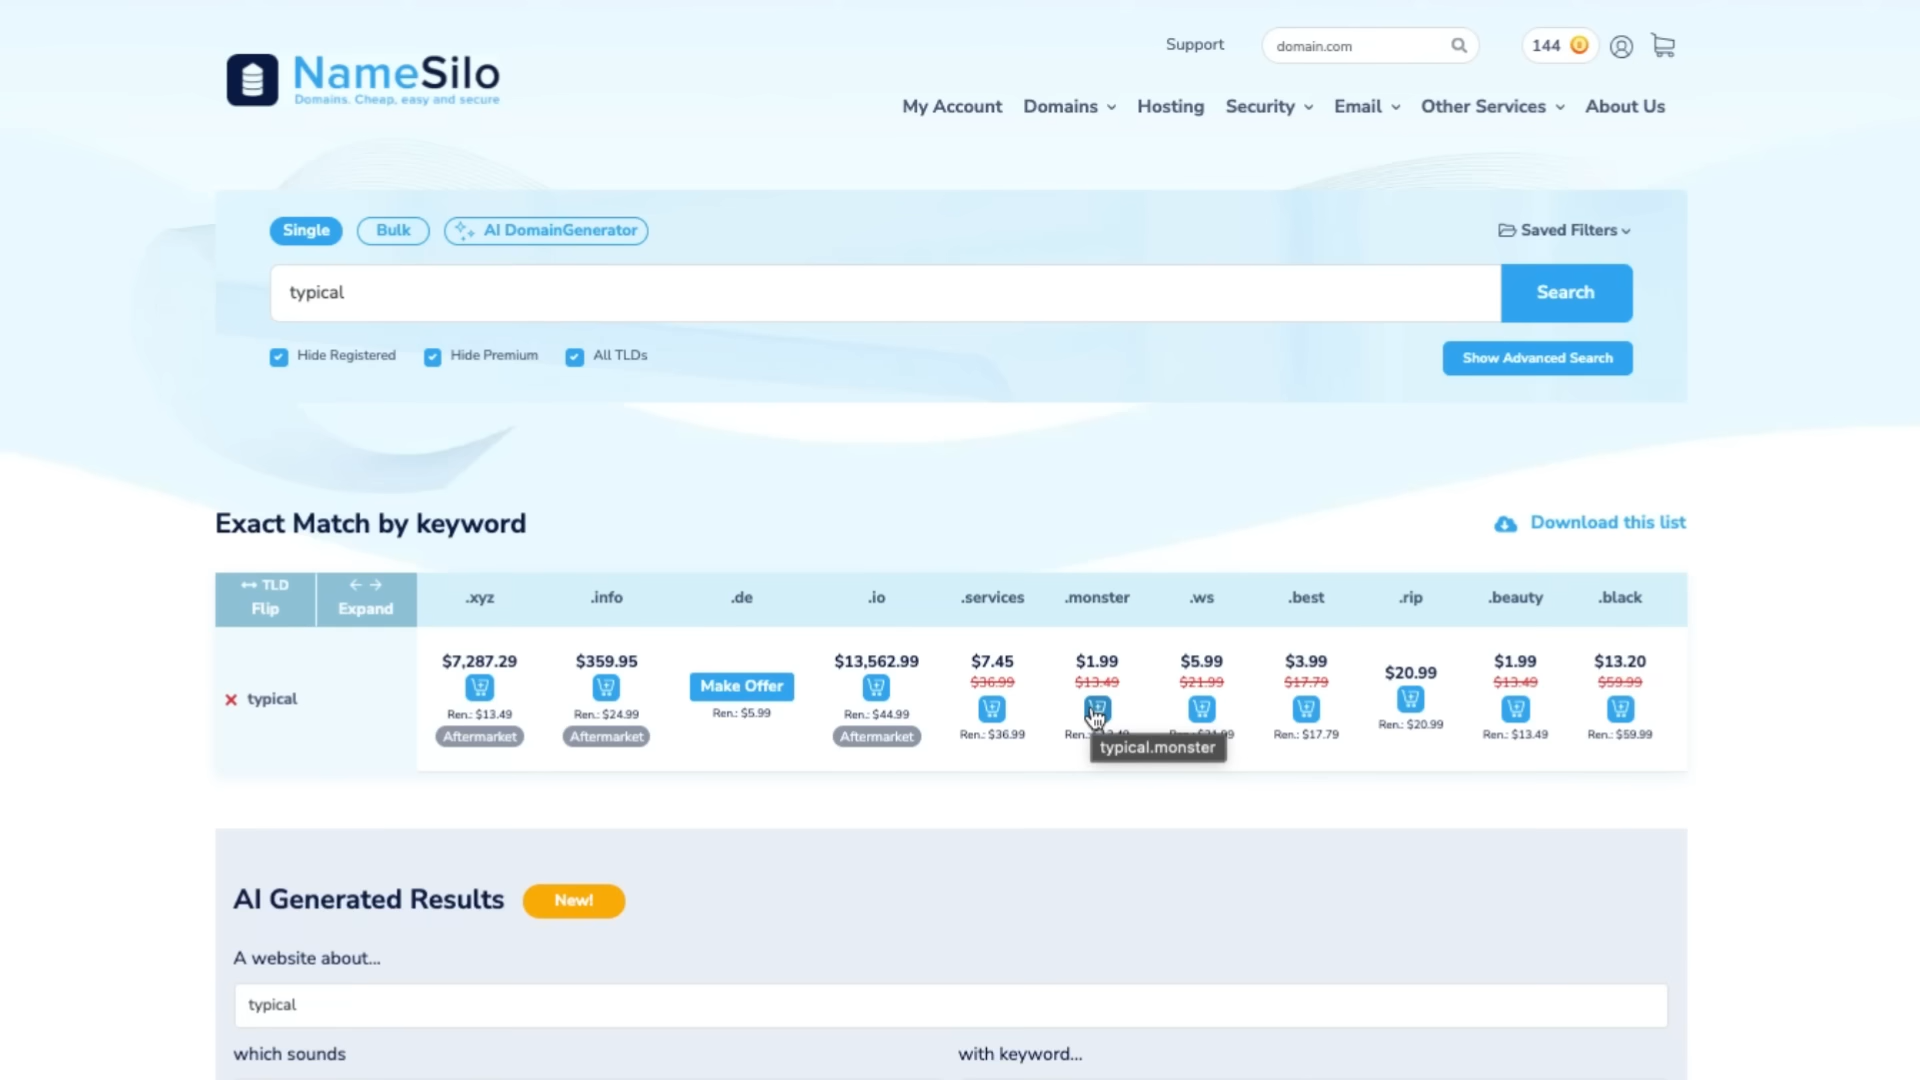 Support
domain.com
144
NameSilo
Domains. Cheap, easy and secure
My Account Domains Hosting Security Email Other Services About Us
Single Bulk AI DomainGenerator
Saved Filters
typical
Search
Hide Registered Hide Premium All TLDs
Show Advanced Search
Exact Match by keyword
Download this list
TLD Flip
Expand
.xyz .info .de .io .services .monster .ws .best .rip .beauty .black
typical
$7,287.29
Ren.: $13.49
Aftermarket
$359.95
Ren.: $24.99
Aftermarket
Make Offer
Ren.: $5.99
$13,562.99
Ren.: $44.99
Aftermarket
$7.45
$36.99
Ren.: $36.99
$1.99
$13.49
Ren.:
typical.monster
$5.99
$21.99
$3.99
$17.79
Ren.: $17.79
$20.99
Ren.: $20.99
$1.99
$13.49
Ren.: $13.49
$13.20
$59.99
Ren.: $59.99
AI Generated Results
New!
A website about...
typical
which sounds
with keyword...